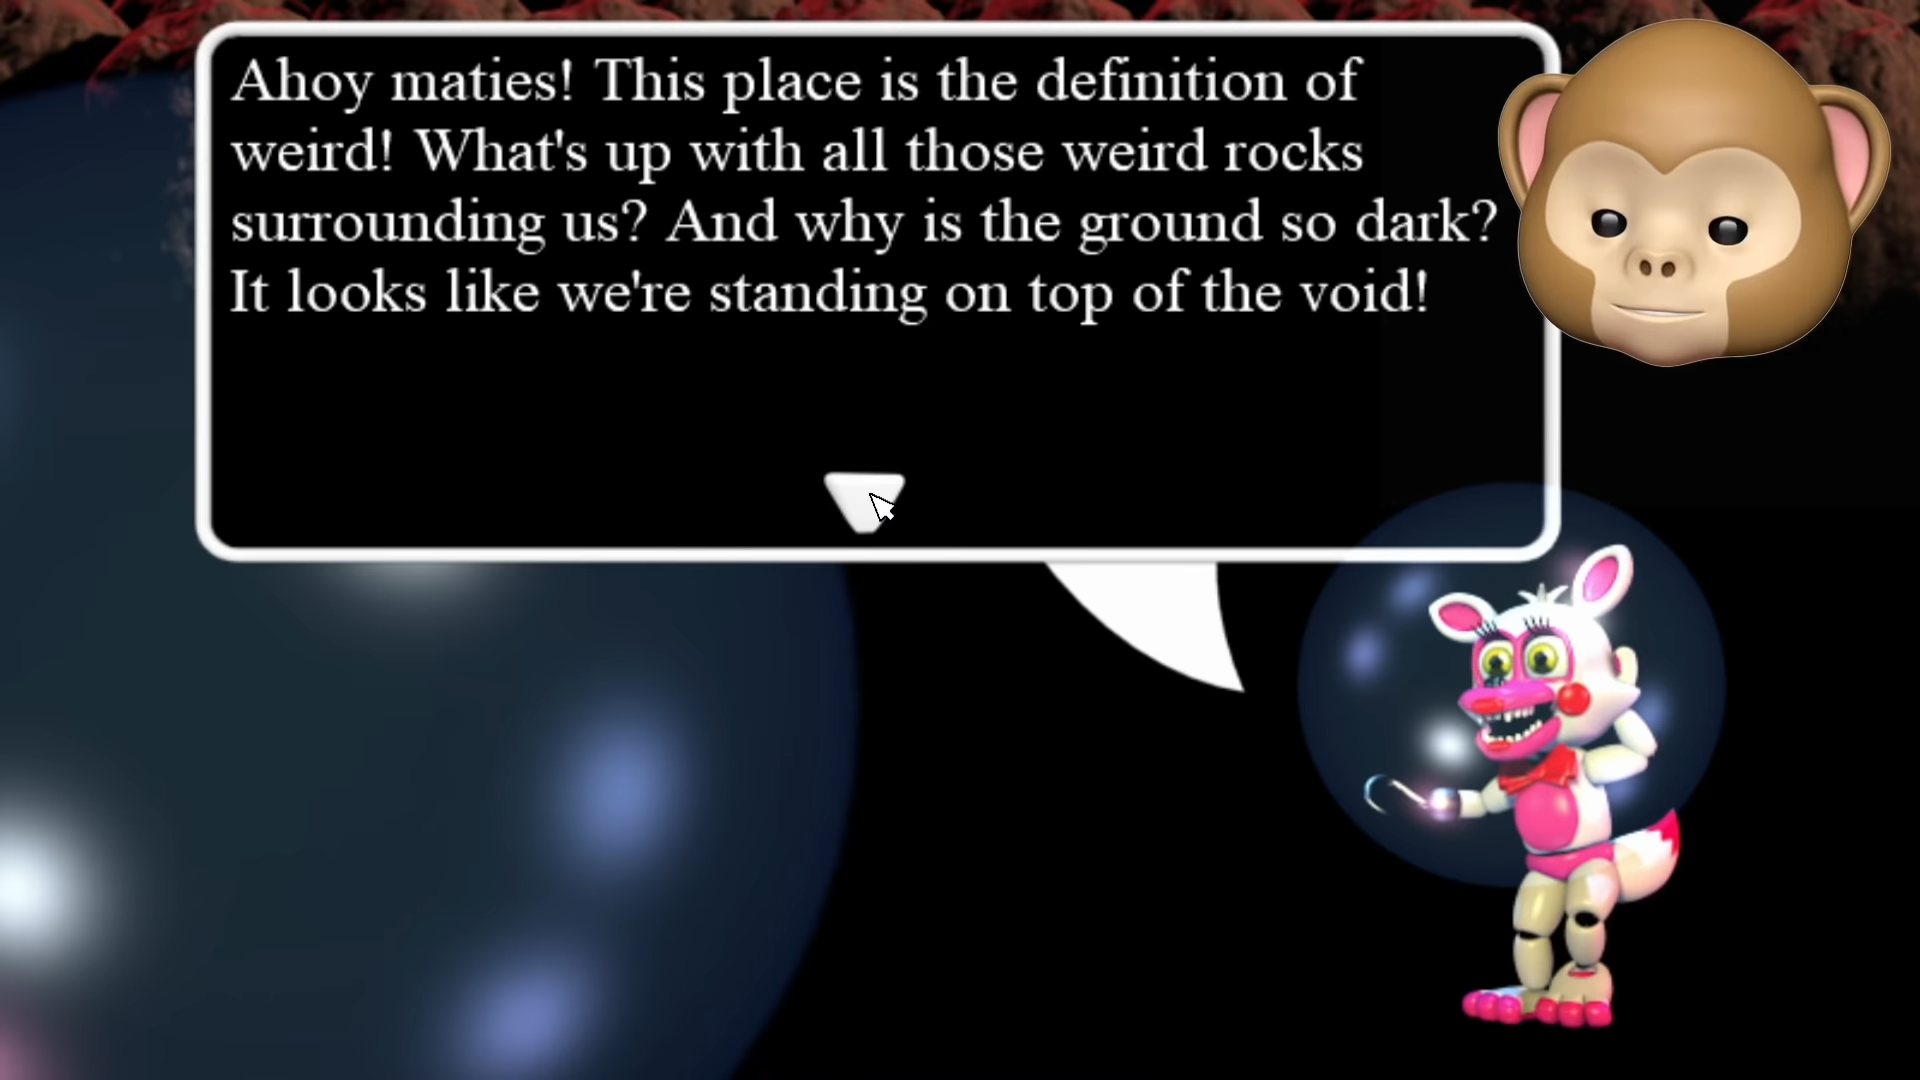 Ahoy maties! This place is the definition of
weird! What's up with all those weird rocks
surrounding us? And why is the ground so dark?
It looks like we're standing on top of the void!